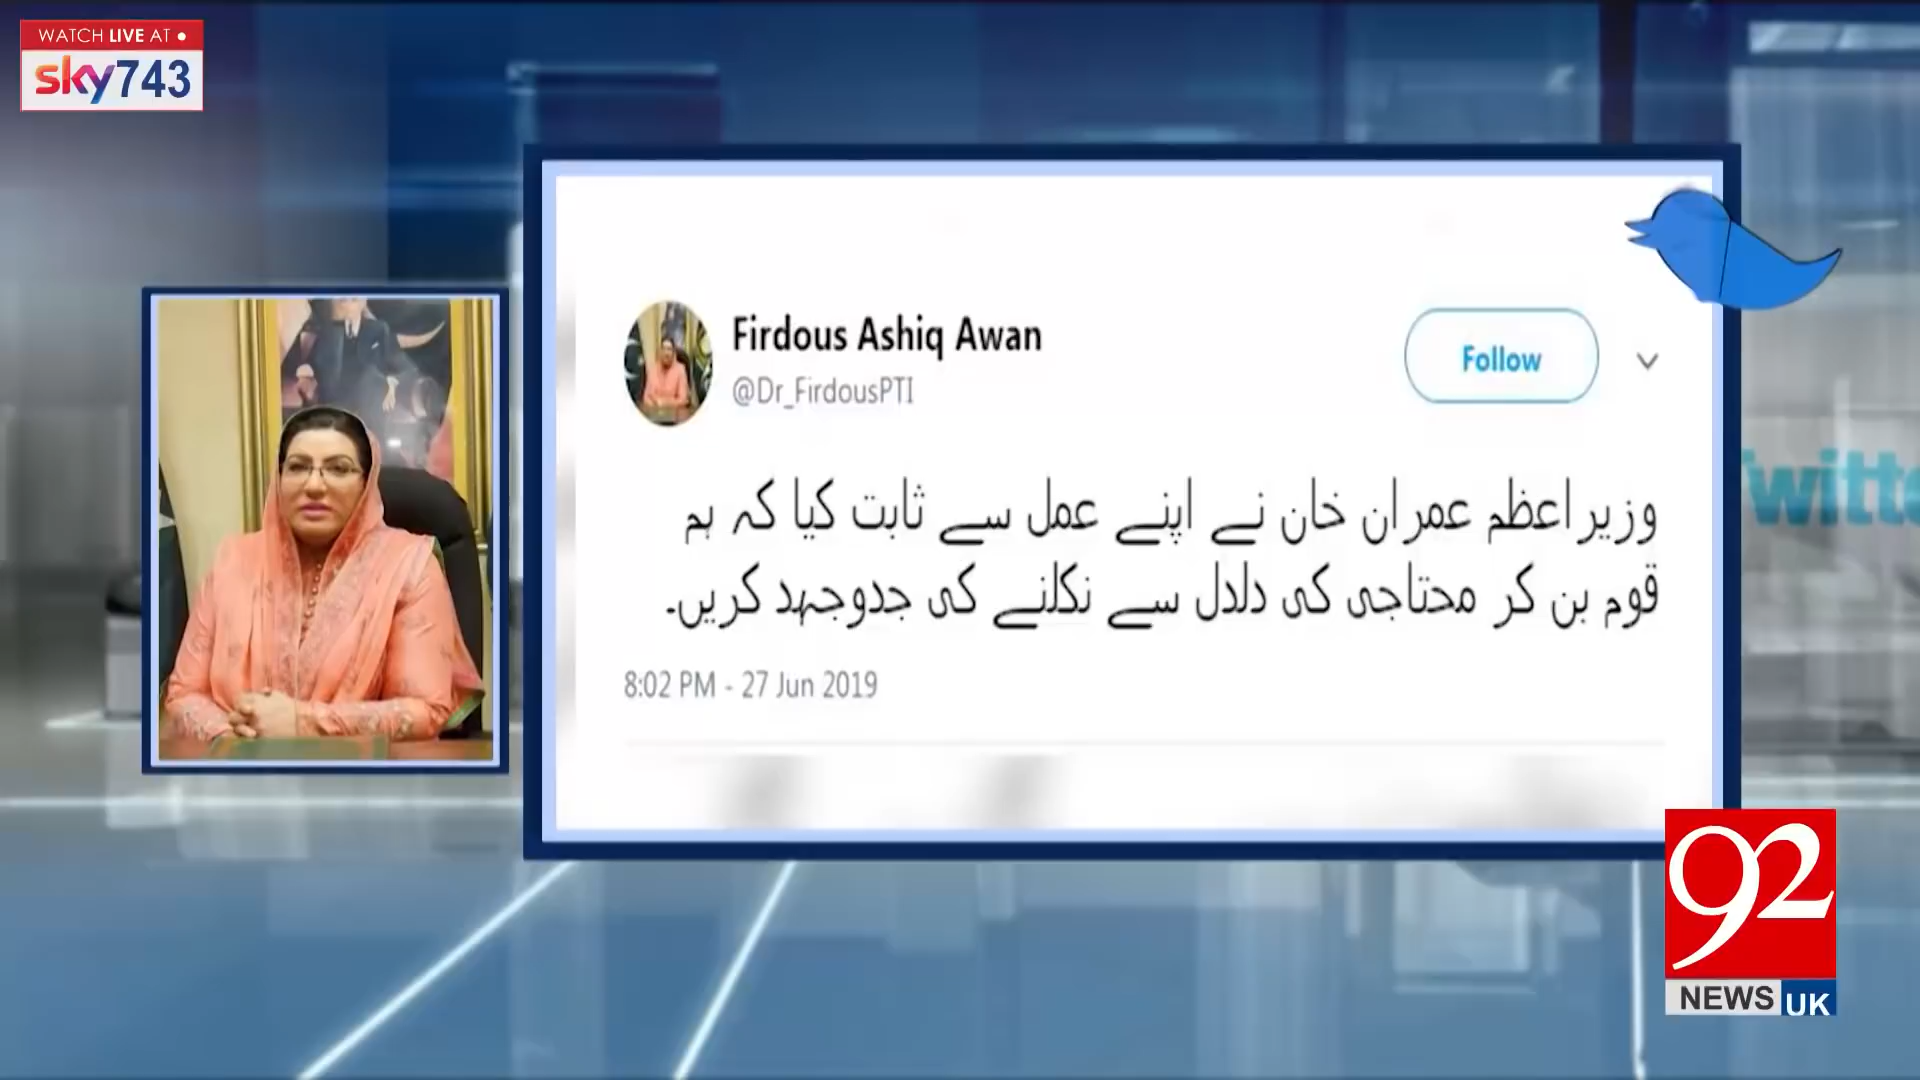 WATCH LIVE AT
sky743
Firdous Ashiq Awan
@Dr_FirdousPTI
Follow
وزیراعظم عمران خان نے اپنے عمل سے ثابت کیا کہ ہم
قوم بن کر محتاجی کی دلدل سے نکلنے کی جدوجہد کریں۔
8:02 PM - 27 Jun 2019
Twitte
92
NEWS UK